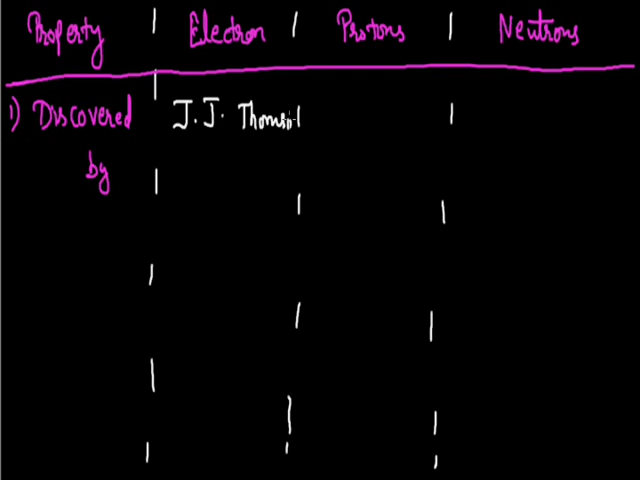 Property | Electron | Protons | Neutrons
1) Discovered by | J.J. Thomson